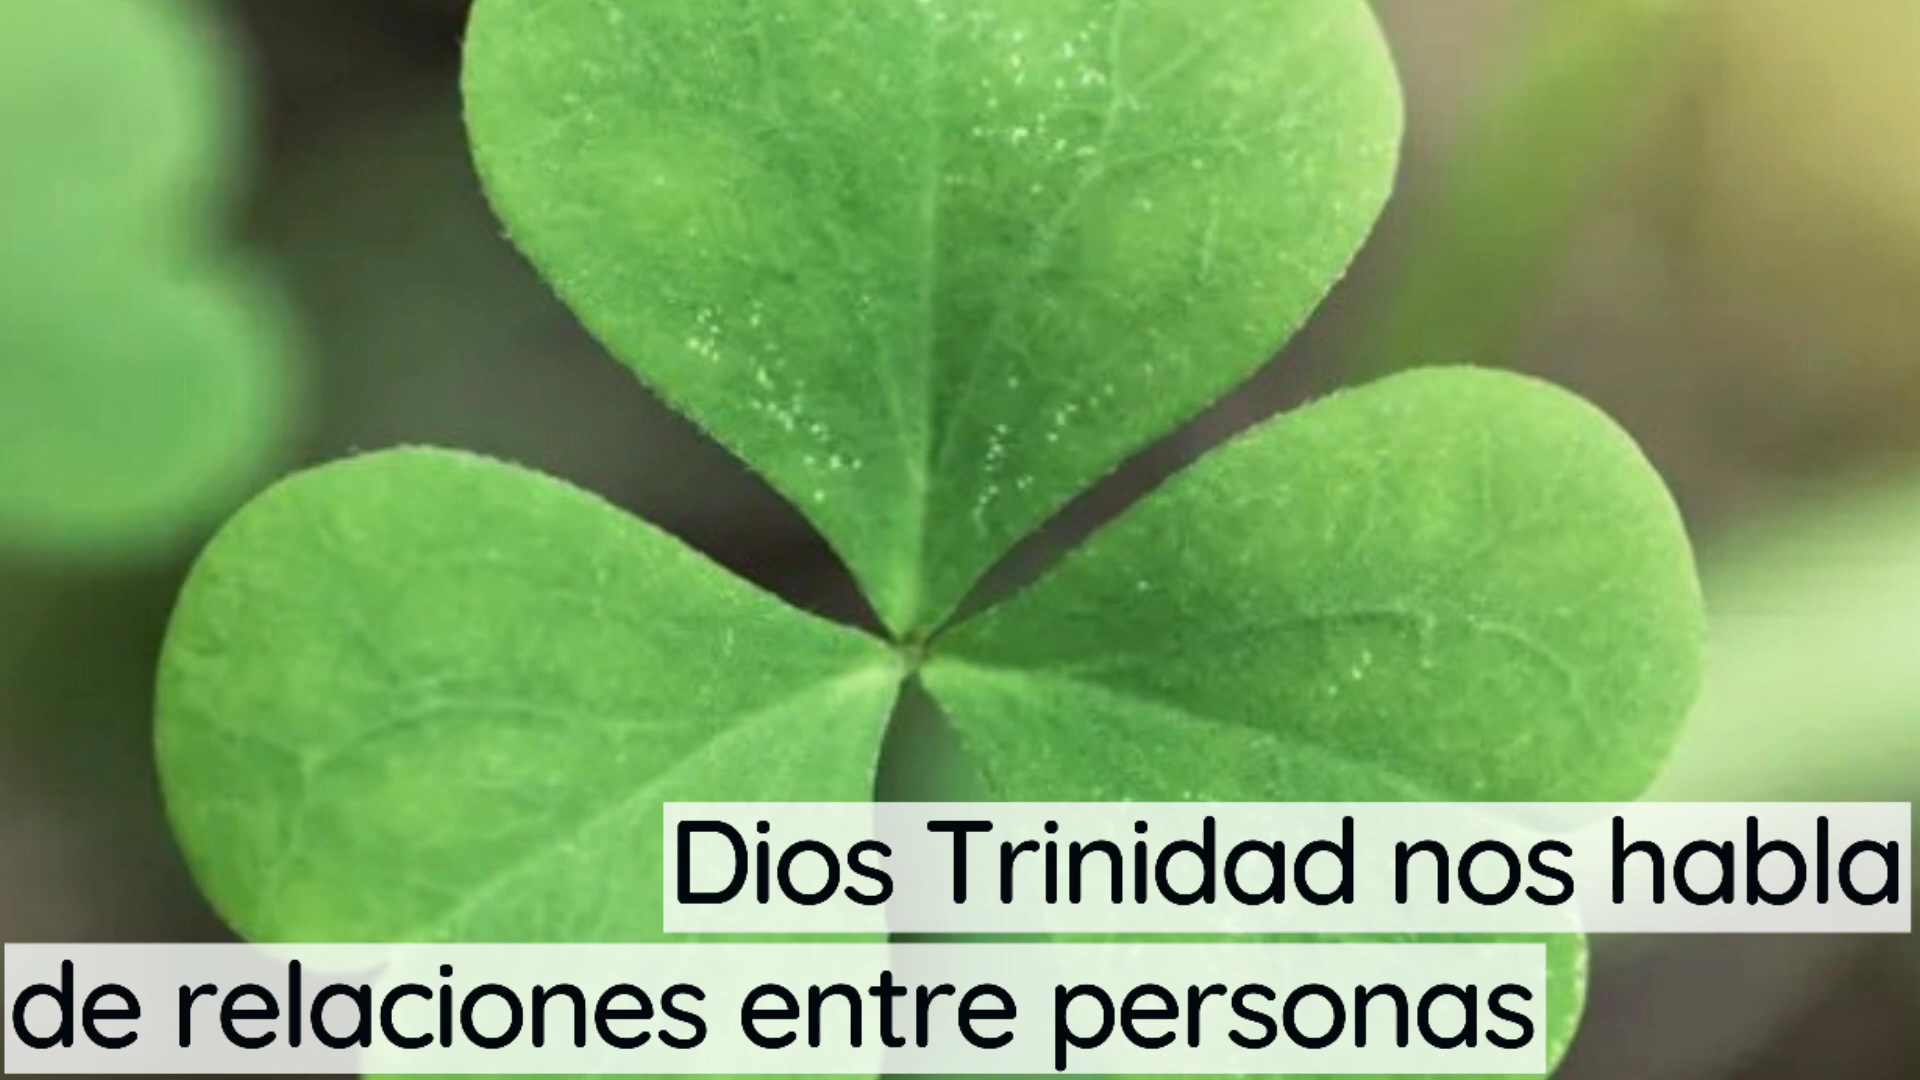 Dios Trinidad nos habla
de relaciones entre personas